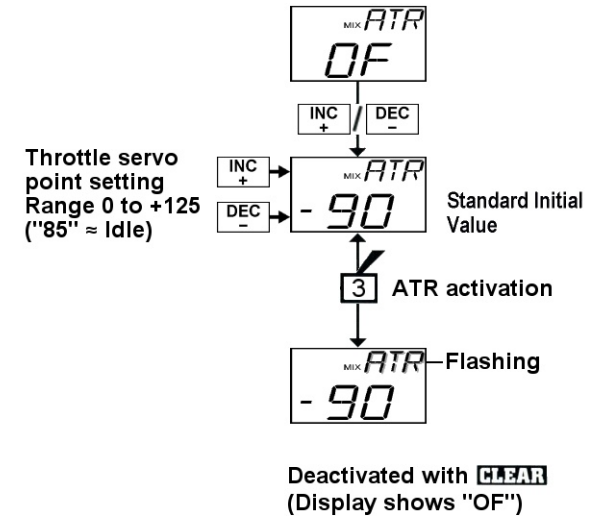 MIX ATR
OF
INC + / DEC –
Throttle servo
point setting
Range 0 to +125
("85" ≈ Idle)
INC +
DEC –
MIX ATR
- 90
Standard Initial
Value
3 ATR activation
MIX ATR
- 90
Flashing
Deactivated with CLEAR
(Display shows "OF")